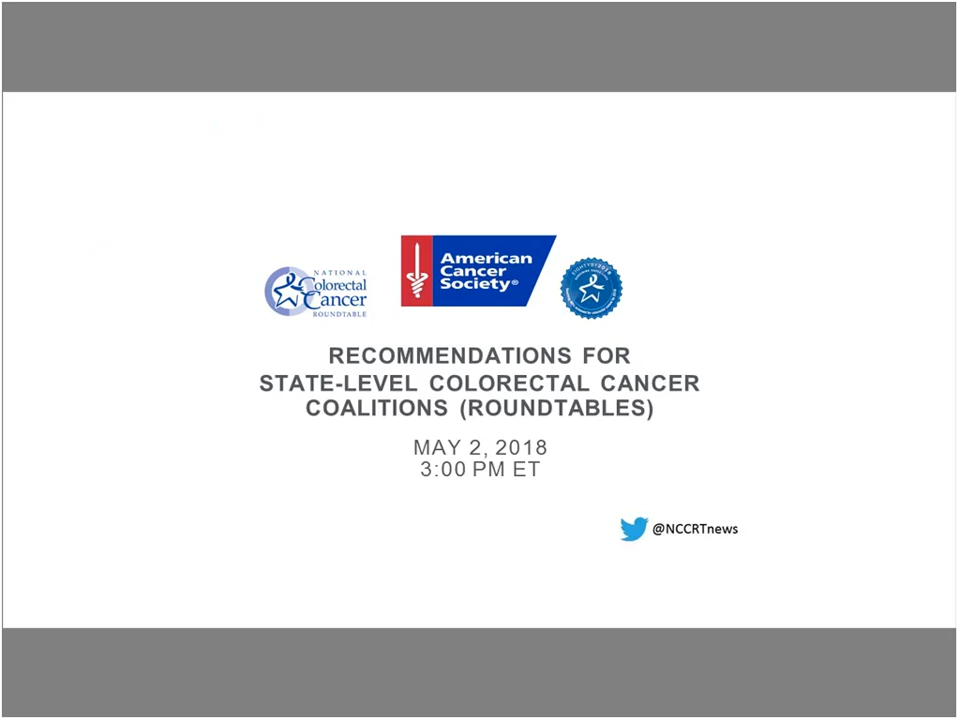 NATIONAL
Colorectal
Cancer
ROUNDTABLE
American
Cancer
Society®
RECOMMENDATIONS FOR
STATE-LEVEL COLORECTAL CANCER
COALITIONS (ROUNDTABLES)
MAY 2, 2018
3:00 PM ET
@NCCRTnews